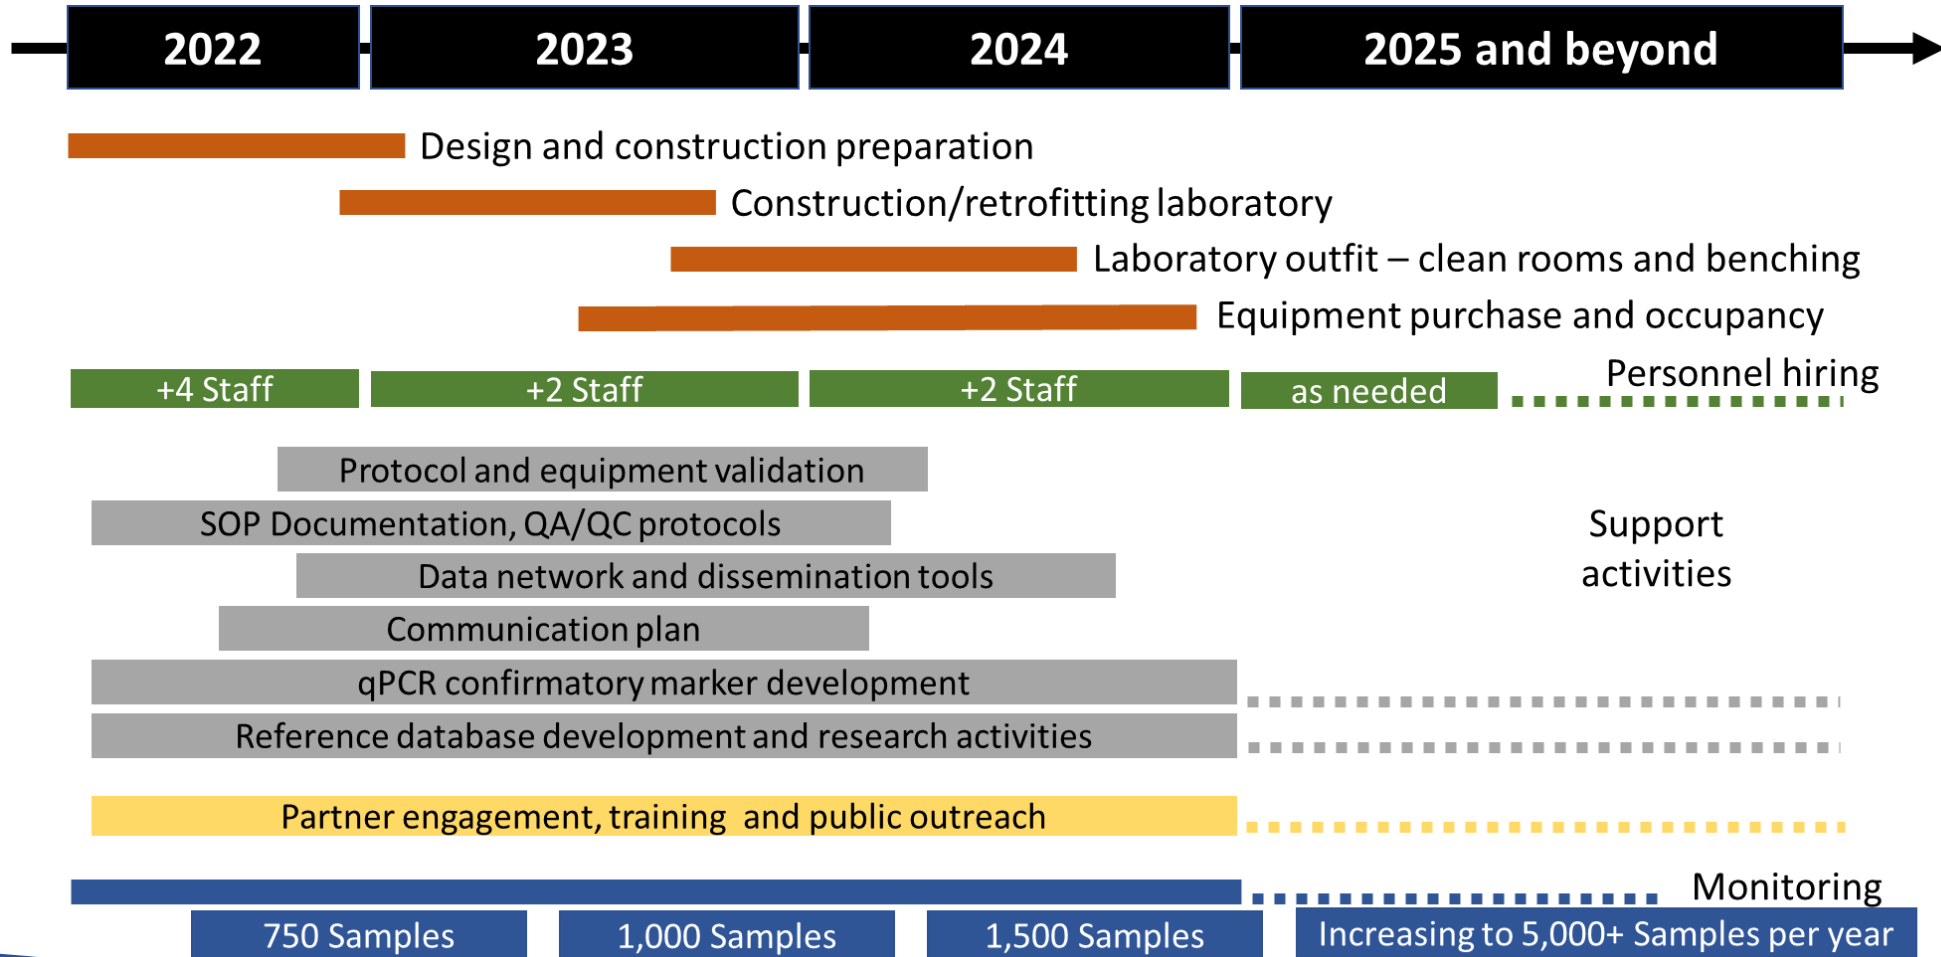 2022 2023 2024 2025 and beyond
Design and construction preparation
Construction/retrofitting laboratory
Laboratory outfit – clean rooms and benching
Equipment purchase and occupancy
Personnel hiring
+4 Staff +2 Staff +2 Staff as needed
Protocol and equipment validation
SOP Documentation, QA/QC protocols
Support
activities
Data network and dissemination tools
Communication plan
qPCR confirmatory marker development
Reference database development and research activities
Partner engagement, training and public outreach
Monitoring
750 Samples 1,000 Samples 1,500 Samples Increasing to 5,000+ Samples per year